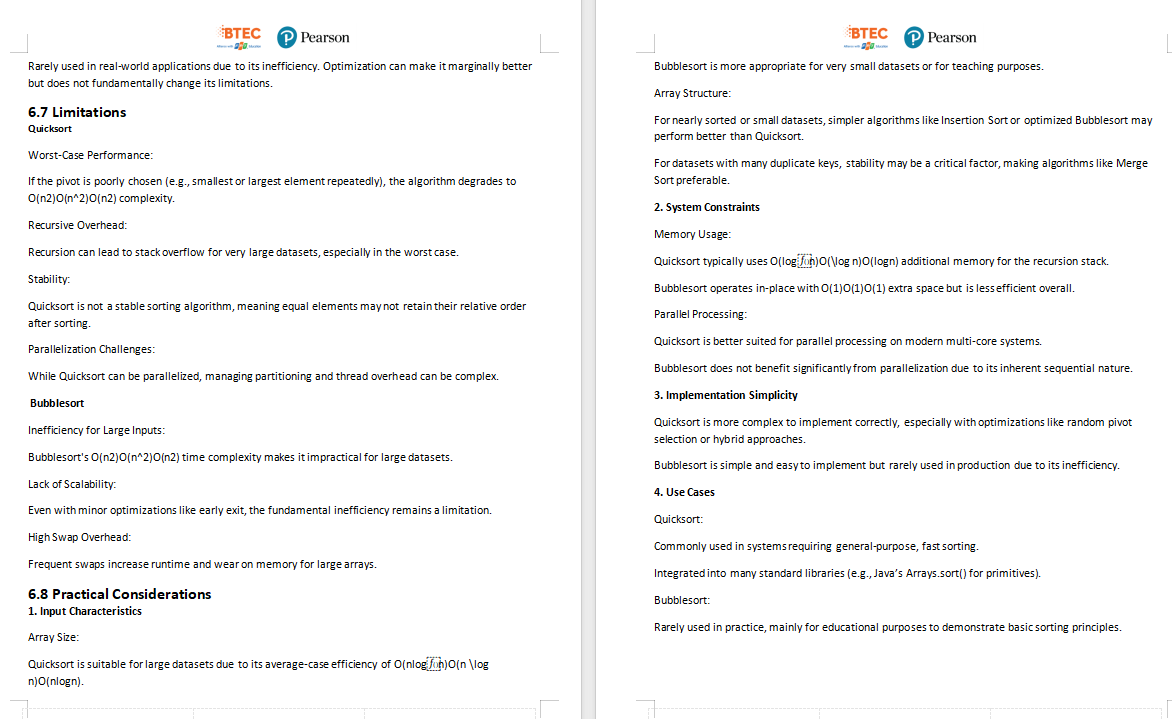 BTEC
Pearson
Rarely used in real-world applications due to its inefficiency. Optimization can make it marginally better
but does not fundamentally change its limitations.
6.7 Limitations
Quicksort
Worst-Case Performance:
If the pivot is poorly chosen (e.g., smallest or largest element repeatedly), the algorithm degrades to
O(n2)O(n^2)O(n2) complexity.
Recursive Overhead:
Recursion can lead to stack overflow for very large datasets, especially in the worst case.
Stability:
Quicksort is not a stable sorting algorithm, meaning equal elements may not retain their relative order
after sorting.
Parallelization Challenges:
While Quicksort can be parallelized, managing partitioning and thread overhead can be complex.
Bubblesort
Inefficiency for Large Inputs:
Bubblesort's O(n2)O(n^2)O(n2) time complexity makes it impractical for large datasets.
Lack of Scalability:
Even with minor optimizations like early exit, the fundamental inefficiency remains a limitation.
High Swap Overhead:
Frequent swaps increase runtime and wear on memory for large arrays.
6.8 Practical Considerations
1. Input Characteristics
Array Size:
Quicksort is suitable for large datasets due to its average-case efficiency of O(nlog n)O(n \log
n)O(nlogn).
BTEC
Pearson
Bubblesort is more appropriate for very small datasets or for teaching purposes.
Array Structure:
For nearly sorted or small datasets, simpler algorithms like Insertion Sort or optimized Bubblesort may
perform better than Quicksort.
For datasets with many duplicate keys, stability may be a critical factor, making algorithms like Merge
Sort preferable.
2. System Constraints
Memory Usage:
Quicksort typically uses O(log n)O(\log n)O(logn) additional memory for the recursion stack.
Bubblesort operates in-place with O(1)O(1)O(1) extra space but is less efficient overall.
Parallel Processing:
Quicksort is better suited for parallel processing on modern multi-core systems.
Bubblesort does not benefit significantly from parallelization due to its inherent sequential nature.
3. Implementation Simplicity
Quicksort is more complex to implement correctly, especially with optimizations like random pivot
selection or hybrid approaches.
Bubblesort is simple and easy to implement but rarely used in production due to its inefficiency.
4. Use Cases
Quicksort:
Commonly used in systems requiring general-purpose, fast sorting.
Integrated into many standard libraries (e.g., Java’s Arrays.sort() for primitives).
Bubblesort:
Rarely used in practice, mainly for educational purposes to demonstrate basic sorting principles.